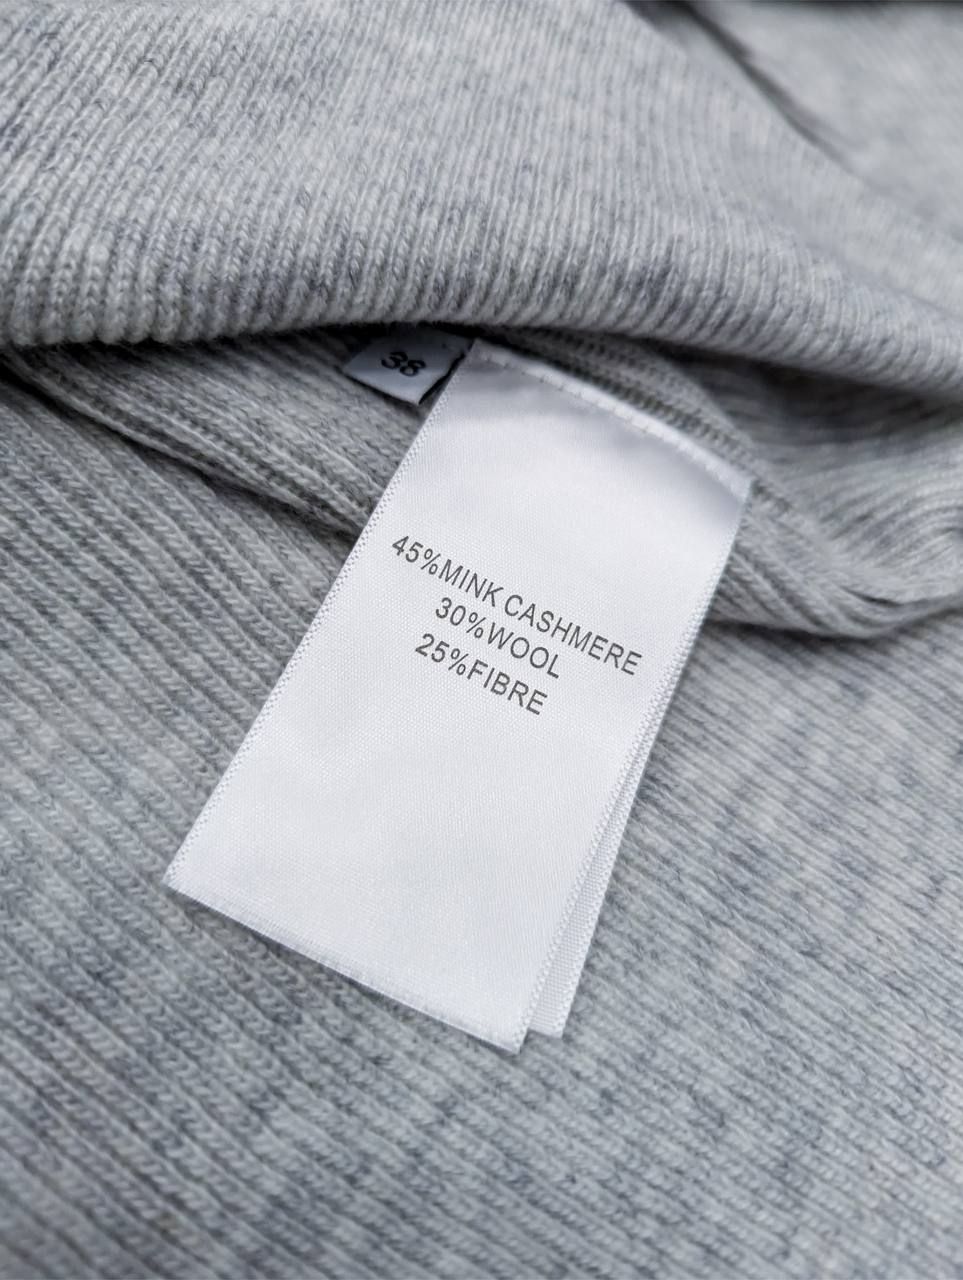 38
45%MINK CASHMERE
30%WOOL
25%FIBRE